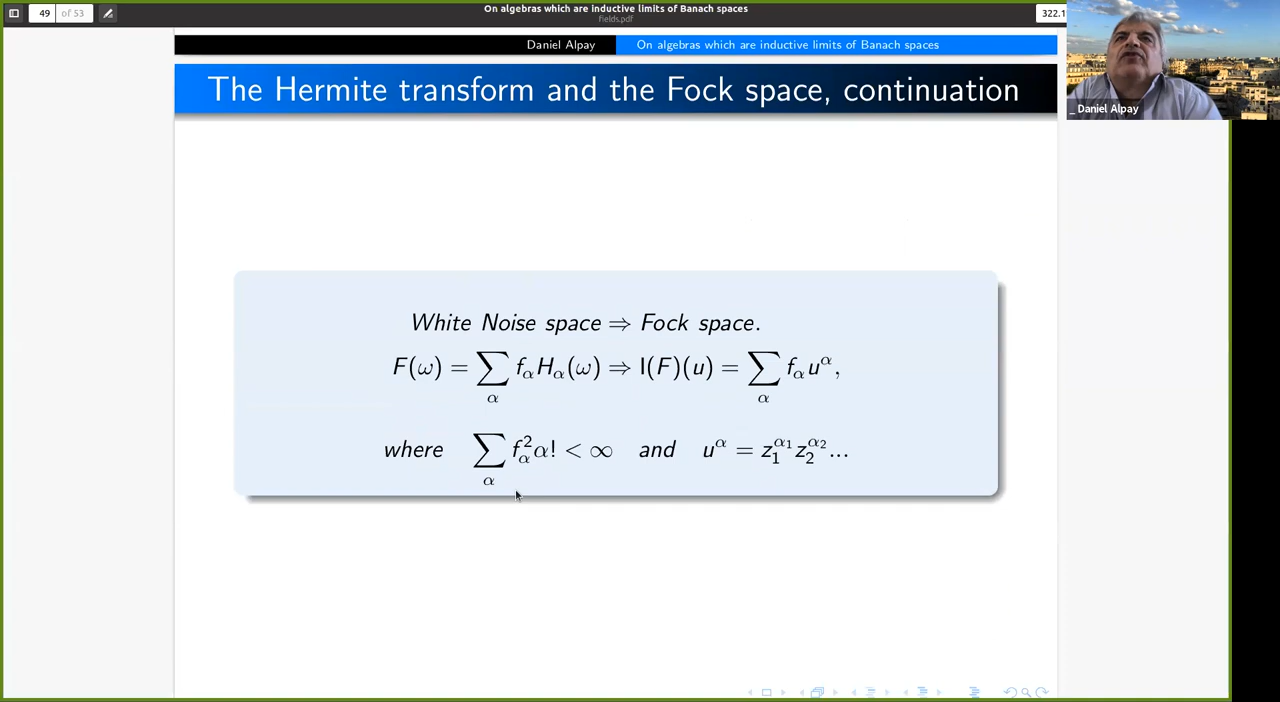 49 of 53
On algebras which are inductive limits of Banach spaces
fields.pdf
322.1
Daniel Alpay On algebras which are inductive limits of Banach spaces
_ Daniel Alpay
The Hermite transform and the Fock space, continuation
White Noise space ⇒ Fock space.
F(ω) = ∑_α f_α H_α(ω) ⇒ I(F)(u) = ∑_α f_α u^α,
where ∑_α f_α^2 α! < ∞ and u^α = z_1^{α_1} z_2^{α_2}...